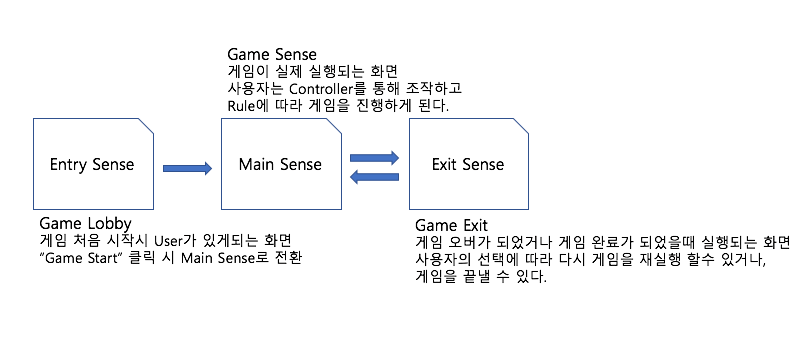 Game Sense
게임이 실제 실행되는 화면
사용자는 Controller를 통해 조작하고
Rule에 따라 게임을 진행하게 된다.
Entry Sense
Main Sense
Exit Sense
Game Lobby
게임 처음 시작시 User가 있게되는 화면
“Game Start” 클릭 시 Main Sense로 전환
Game Exit
게임 오버가 되었거나 게임 완료가 되었을때 실행되는 화면
사용자의 선택에 따라 다시 게임을 재실행 할수 있거나,
게임을 끝낼 수 있다.